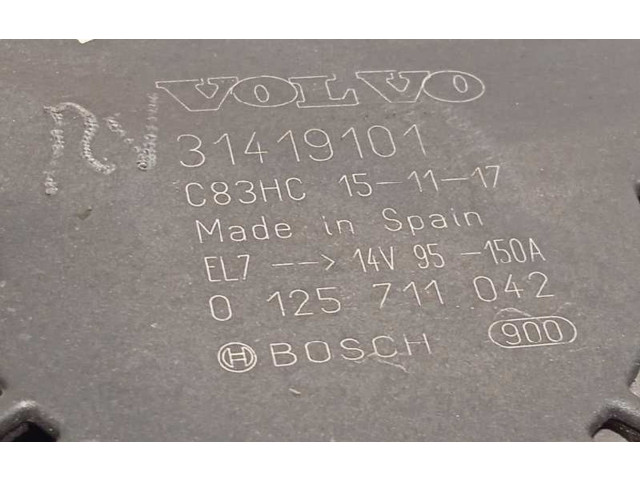 VOLVO
31419101
C83HC 15-11-17
Made in Spain
EL7 --> 14V 95 -150A
0 125 711 042
BOSCH 900